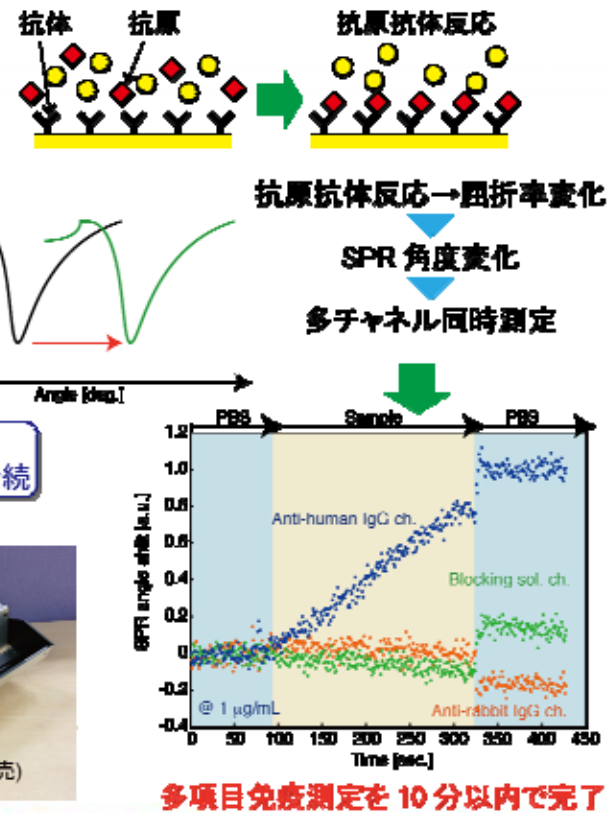 抗体 抗原 抗原抗体反応
抗原抗体反応→屈折率変化
SPR 角度変化
多チャネル同時測定
Angle [deg.]
続
売)
PBS Sample PBS
1.2
1.0
0.8
0.6
0.4
0.2
0
-0.2
-0.4
SPR angle shift [a.u.]
Anti-human IgG ch.
Blocking sol. ch.
Anti-rabbit IgG ch.
@ 1 μg/mL
0 50 100 150 200 250 300 350 400 450
Time [sec.]
多項目免疫測定を 10 分以内で完了